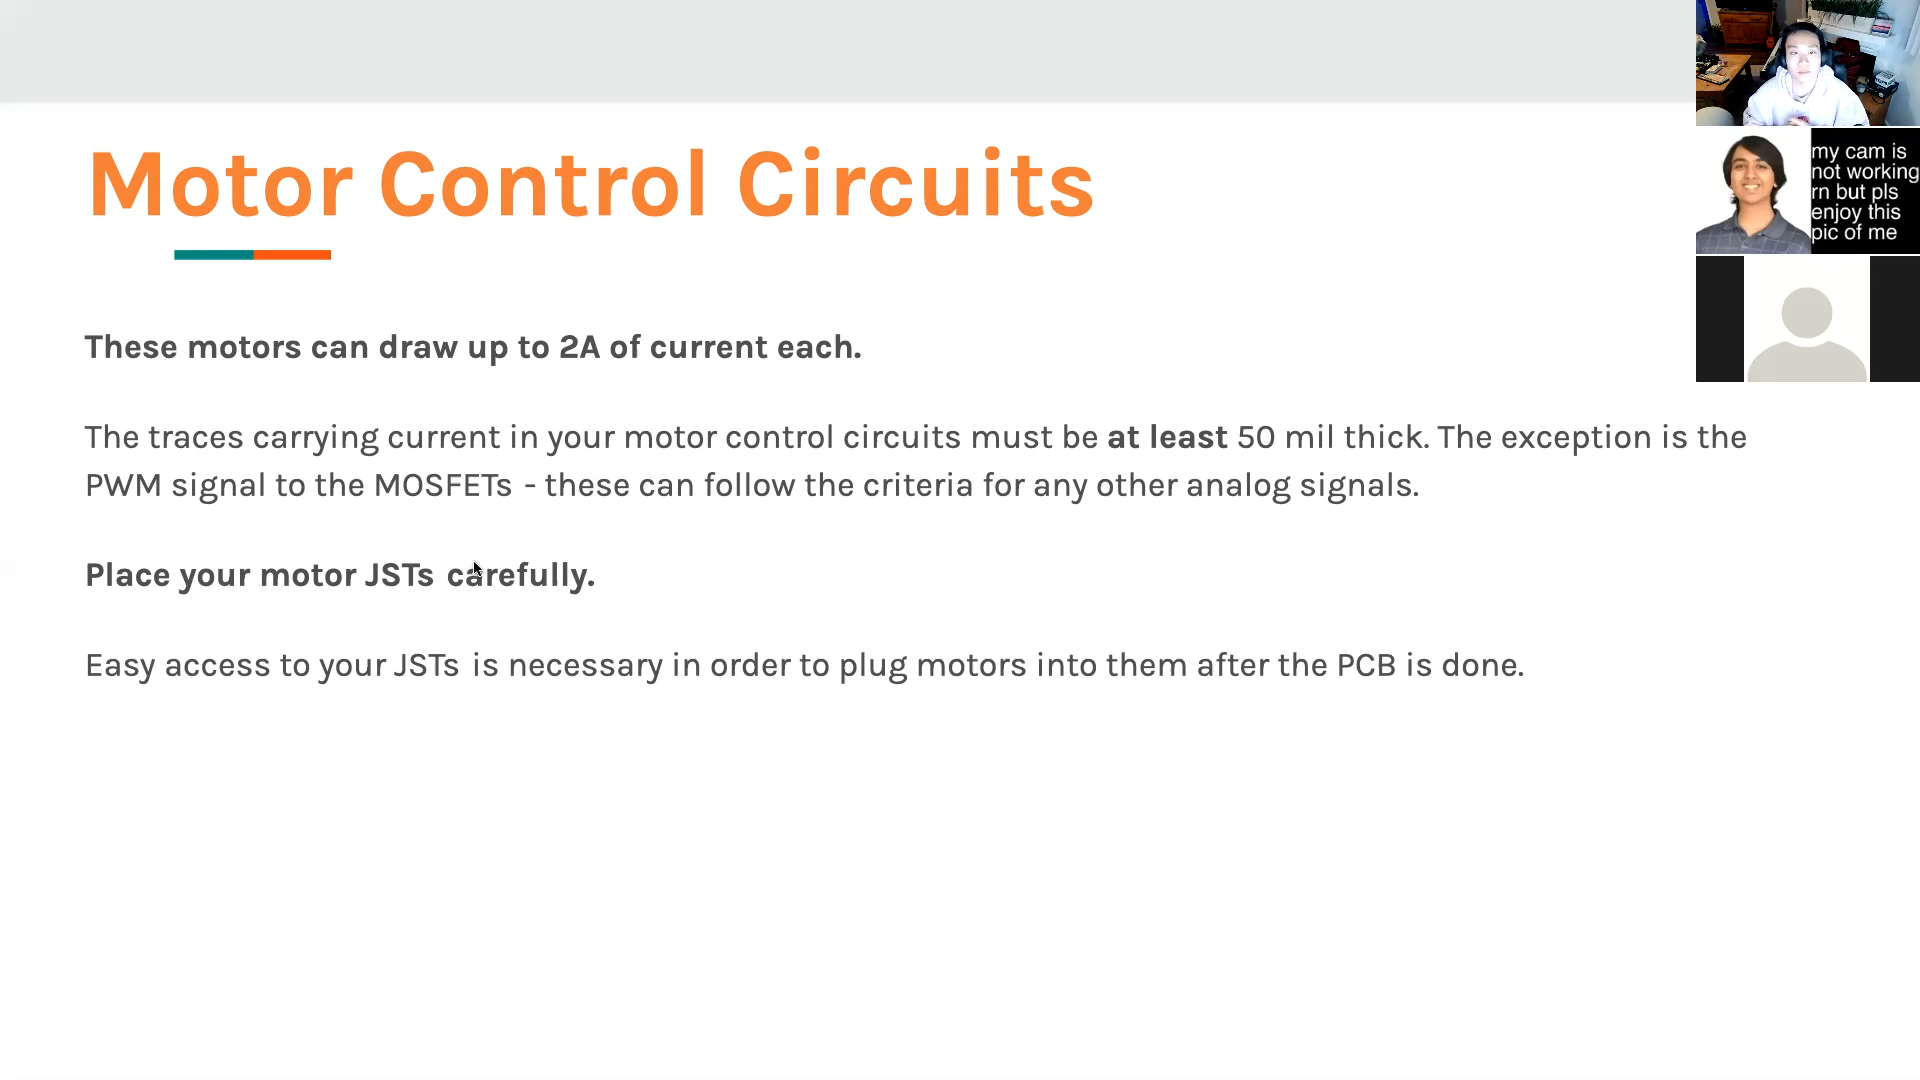 Motor Control Circuits
These motors can draw up to 2A of current each.
The traces carrying current in your motor control circuits must be at least 50 mil thick. The exception is the
PWM signal to the MOSFETs - these can follow the criteria for any other analog signals.
Place your motor JSTs carefully.
Easy access to your JSTs is necessary in order to plug motors into them after the PCB is done.
my cam is
not working
rn but pls
enjoy this
pic of me